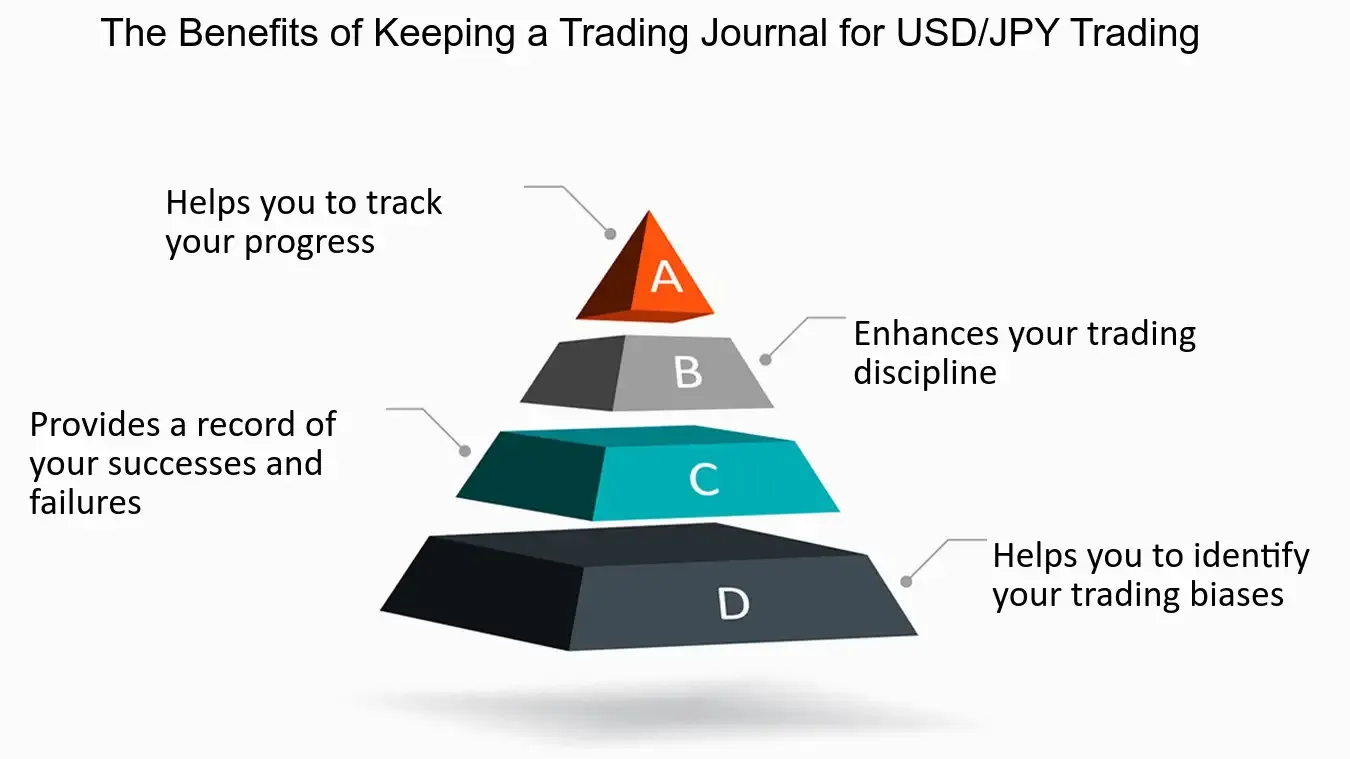 The Benefits of Keeping a Trading Journal for USD/JPY Trading
Helps you to track
your progress
A
Enhances your trading
discipline
B
Provides a record of
your successes and
failures
C
Helps you to identify
your trading biases
D